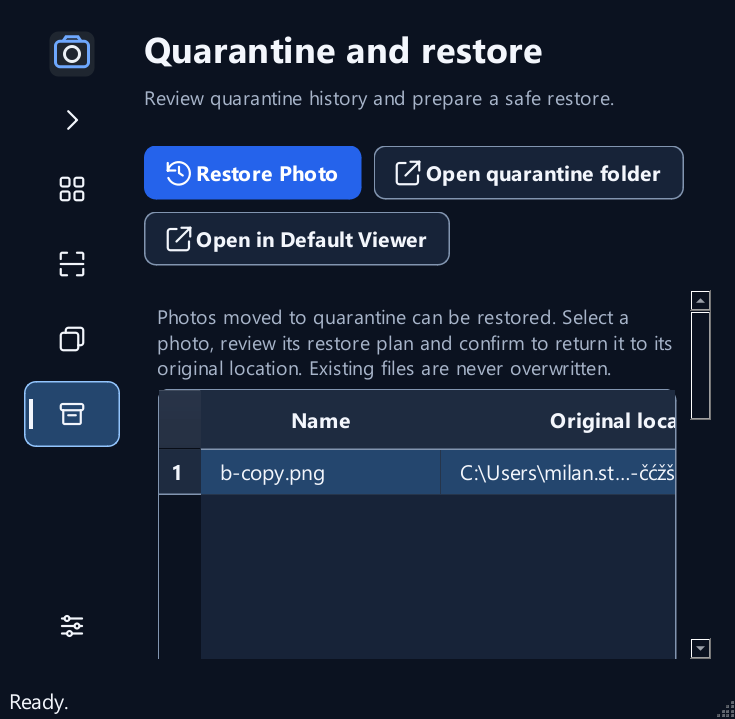 Quarantine and restore
Review quarantine history and prepare a safe restore.
Restore Photo
Open quarantine folder
Open in Default Viewer
Photos moved to quarantine can be restored. Select a
photo, review its restore plan and confirm to return it to its
original location. Existing files are never overwritten.
Name
Original loca
1
b-copy.png
C:\Users\milan.st...-čćžš
Ready.